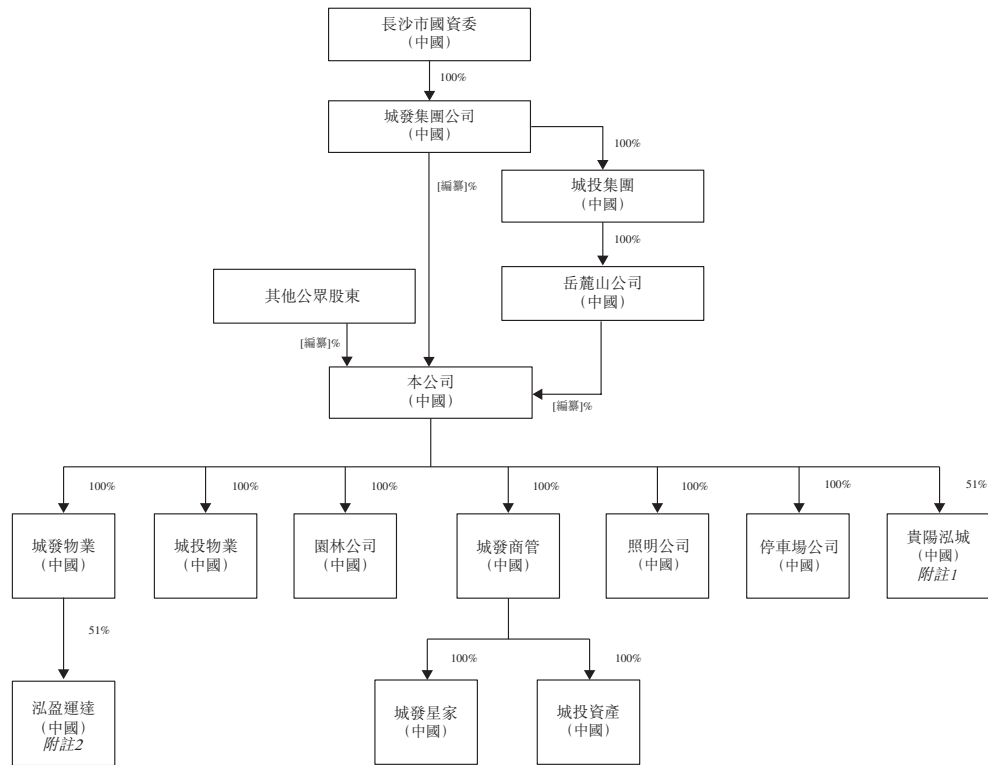 長沙市國資委
(中國)
100%
城發集團公司
(中國)
100%
[編纂]%
城投集團
(中國)
100%
其他公眾股東
岳麓山公司
(中國)
[編纂]%
本公司
(中國)
[編纂]%
100%
100%
100%
100%
100%
100%
51%
城發物業
(中國)
城投物業
(中國)
園林公司
(中國)
城發商管
(中國)
照明公司
(中國)
停車場公司
(中國)
貴陽泓城
(中國)
附註1
51%
100%
100%
泓盈運達
(中國)
附註2
城發星家
(中國)
城投資產
(中國)